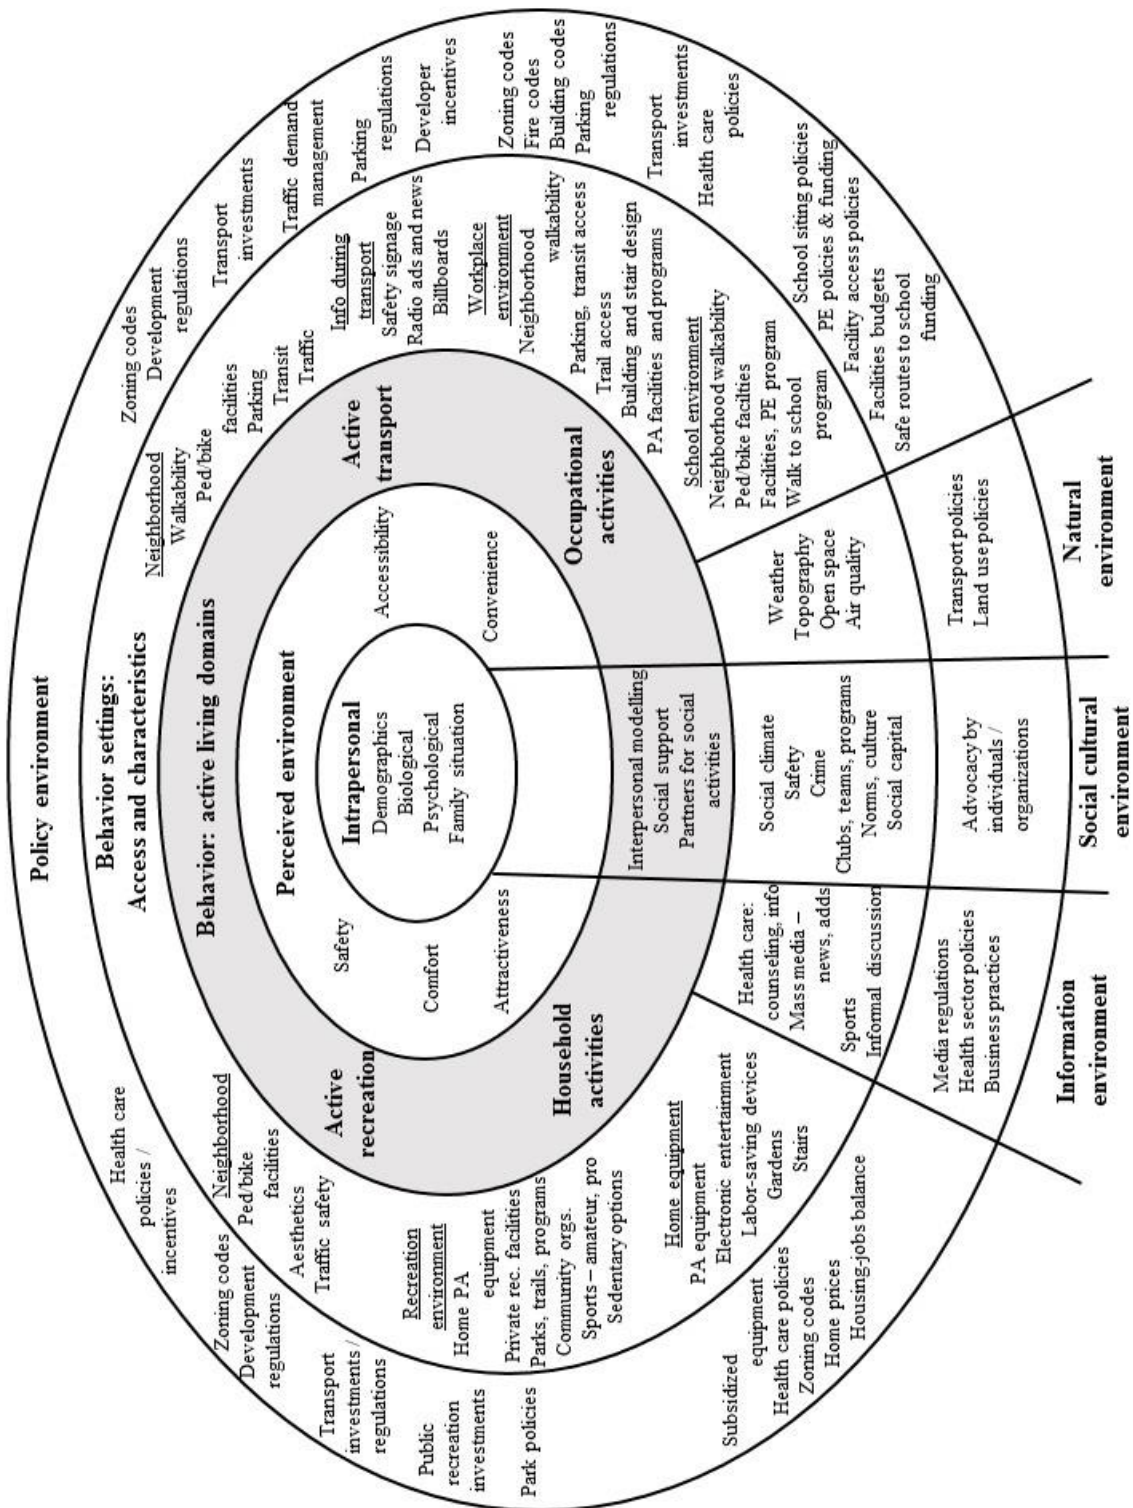 Policy environment
Behavior settings:
Access and characteristics
Behavior: active living domains
Perceived environment
Intrapersonal
Demographics
Biological
Psychological
Family situation
Safety
Comfort
Attractiveness
Accessibility
Convenience
Active
recreation
Active
transport
Household
activities
Occupational
activities
Interpersonal modelling
Social support
Partners for social
activities
Neighborhood
Ped/bike
facilities
Aesthetics
Traffic safety
Recreation
environment
Home PA
equipment
Private rec. facilities
Parks, trails, programs
Community orgs.
Sports – amateur, pro
Sedentary options
Home equipment
PA equipment
Electronic entertainment
Labor-saving devices
Gardens
Stairs
Neighborhood
Walkability
Ped/bike
facilities
Parking
Transit
Traffic
Info during
transport
Safety signage
Radio ads and news
Billboards
Workplace
environment
Neighborhood
walkability
Parking, transit access
Trail access
Building and stair design
PA facilities and programs
School environment
Neighborhood walkability
Ped/bike facilties
Facilities, PE program
Walk to school
program
Health care:
counseling, info
Mass media –
news, adds
Sports
Informal discussion
Social climate
Safety
Crime
Clubs, teams, programs
Norms, culture
Social capital
Weather
Topography
Open space
Air quality
Health care
policies /
incentives
Zoning codes
Development
regulations
Transport
investments /
regulations
Public
recreation
investments
Park policies
Subsidized
equipment
Health care policies
Zoning codes
Home prices
Housing-jobs balance
Zoning codes
Development
regulations
Transport
investments
Traffic demand
management
Parking
regulations
Developer
incentives
Zoning codes
Fire codes
Building codes
Parking
regulations
Transport
investments
Health care
policies
School siting policies
PE policies & funding
Facility access policies
Facilities budgets
Safe routes to school
funding
Media regulations
Health sector policies
Business practices
Advocacy by
individuals /
organizations
Transport policies
Land use policies
Information
environment
Social cultural
environment
Natural
environment